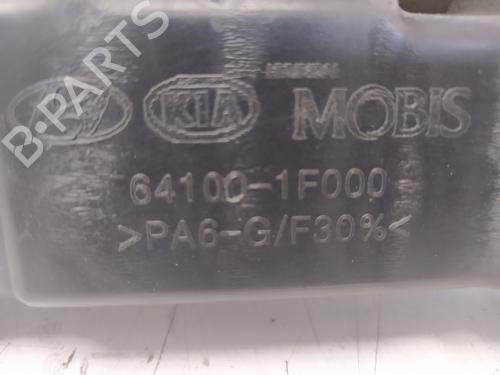 B-PARTS
KIA MOBIS
64100-1F000
>PA6-G/F30%<